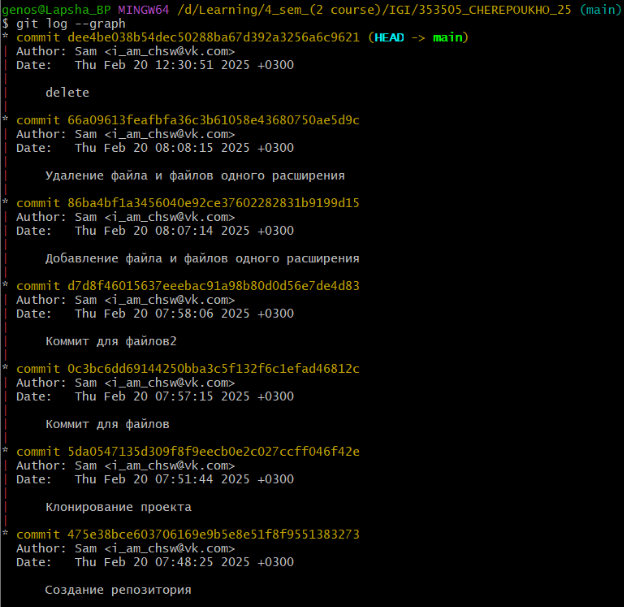 genos@Lapsha_BP MINGW64 /d/Learning/4_sem_(2 course)/IGI/353505_CHEREPOUKHO_25 (main)
$ git log --graph
* commit dee4be038b54dec50288ba67d392a3256a6c9621 (HEAD -> main)
| Author: Sam <i_am_chsw@vk.com>
| Date:   Thu Feb 20 12:30:51 2025 +0300
|
|     delete
|
* commit 66a09613feafbfa36c3b61058e43680750ae5d9c
| Author: Sam <i_am_chsw@vk.com>
| Date:   Thu Feb 20 08:08:15 2025 +0300
|
|     Удаление файла и файлов одного расширения
|
* commit 86ba4bf1a3456040e92ce37602282831b9199d15
| Author: Sam <i_am_chsw@vk.com>
| Date:   Thu Feb 20 08:07:14 2025 +0300
|
|     Добавление файла и файлов одного расширения
|
* commit d7d8f46015637eeebac91a98b80d0d56e7de4d83
| Author: Sam <i_am_chsw@vk.com>
| Date:   Thu Feb 20 07:58:06 2025 +0300
|
|     Коммит для файлов2
|
* commit 0c3bc6dd69144250bba3c5f132f6c1efad46812c
| Author: Sam <i_am_chsw@vk.com>
| Date:   Thu Feb 20 07:57:15 2025 +0300
|
|     Коммит для файлов
|
* commit 5da0547135d309f8f9eecb0e2c027ccff046f42e
| Author: Sam <i_am_chsw@vk.com>
| Date:   Thu Feb 20 07:51:44 2025 +0300
|
|     Клонирование проекта
|
* commit 475e38bce603706169e9b5e8e51f8f9551383273
  Author: Sam <i_am_chsw@vk.com>
  Date:   Thu Feb 20 07:48:25 2025 +0300

      Создание репозитория